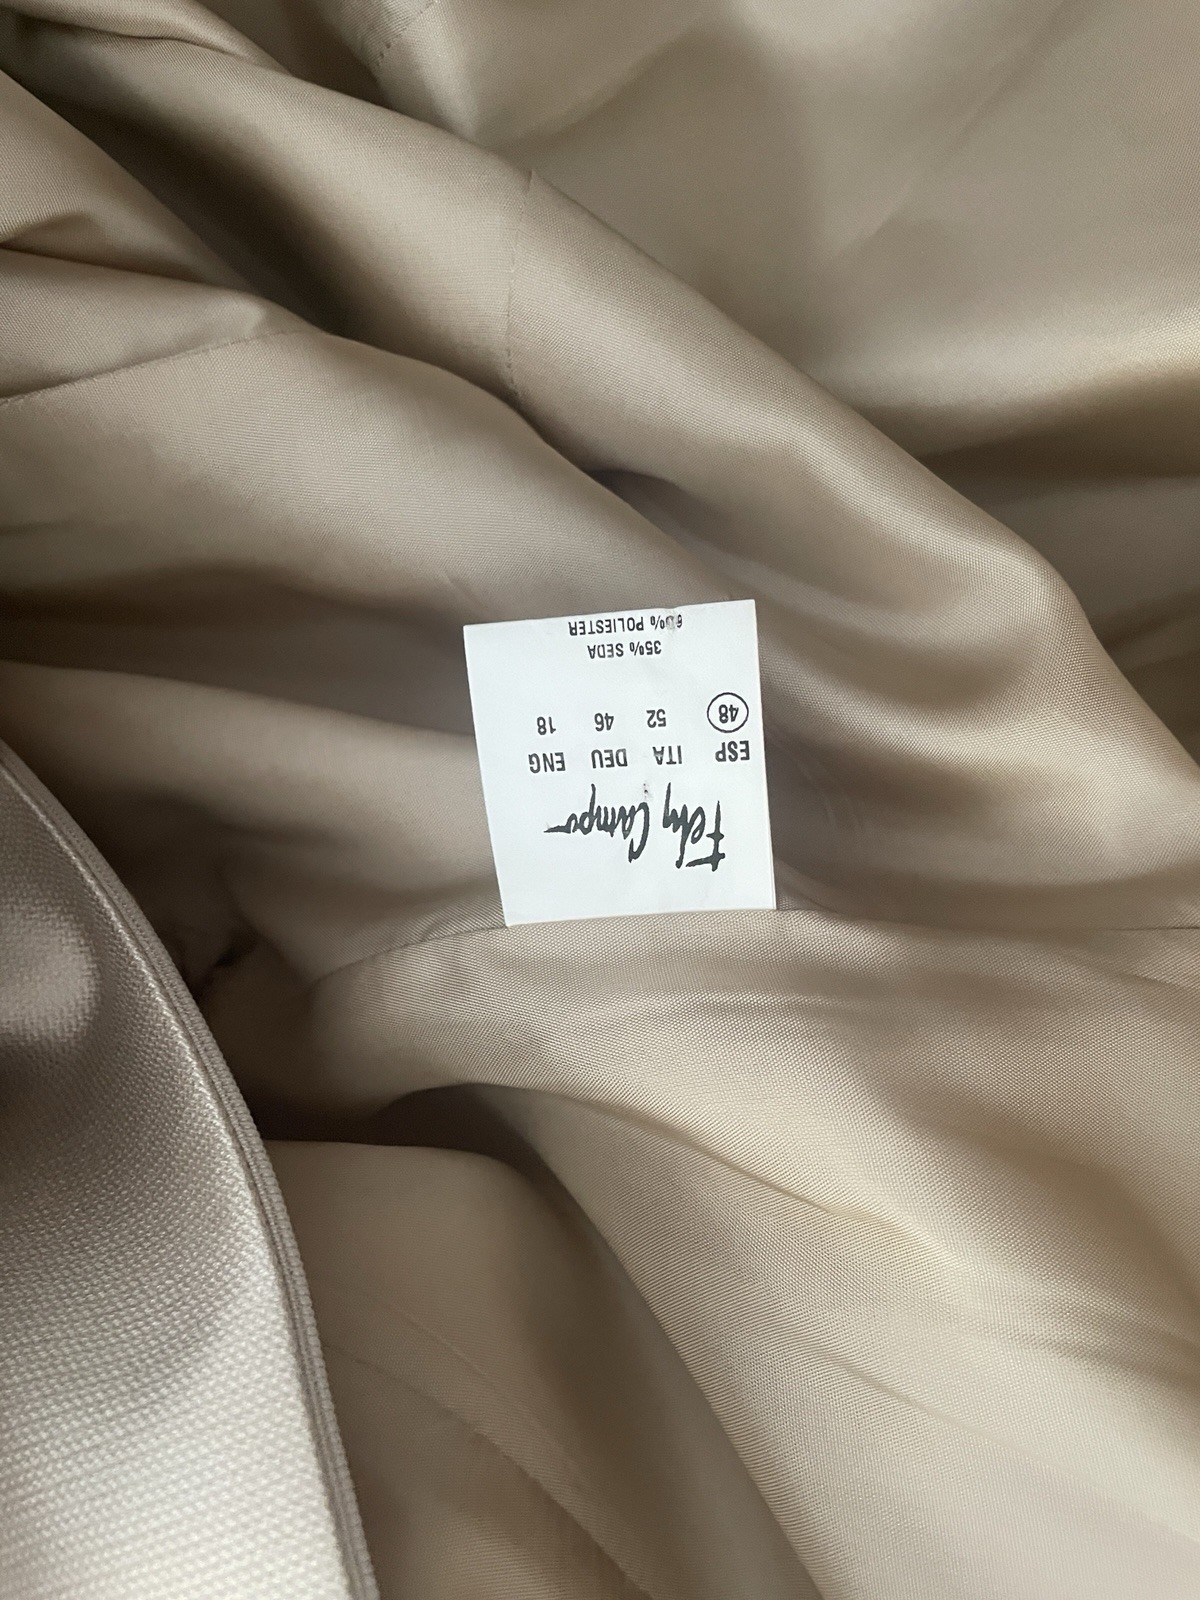 Fely Campo
ESP ITA DEU ENG
48 52 46 18
35% SEDA
% POLIESTER